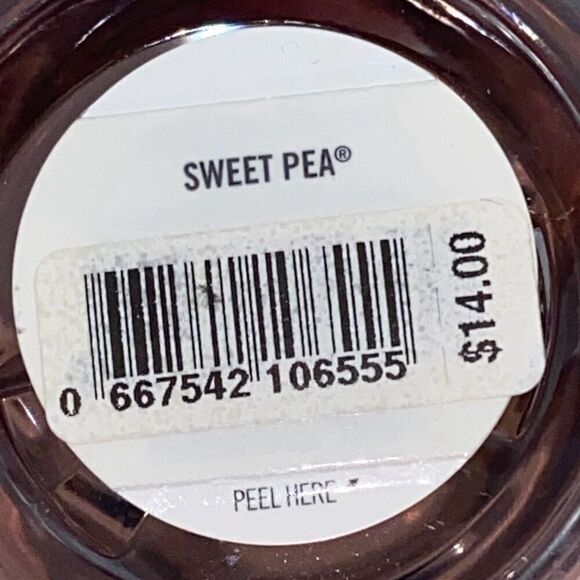 SWEET PEA®
0 667542 106555
$14.00
PEEL HERE